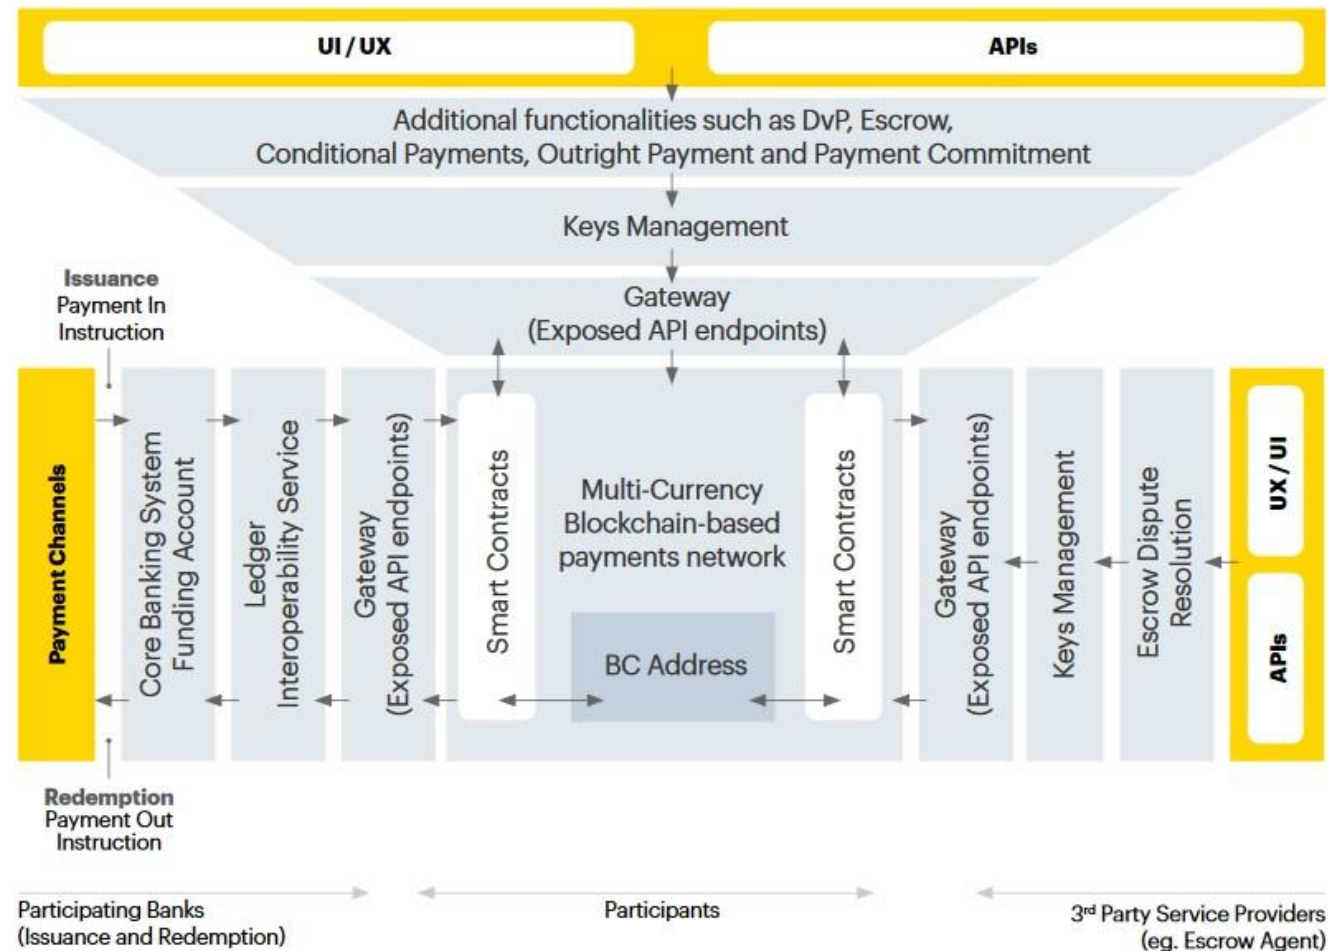 UI / UX
APIs
Additional functionalities such as DvP, Escrow,
Conditional Payments, Outright Payment and Payment Commitment
Keys Management
Gateway
(Exposed API endpoints)
Issuance
Payment In
Instruction
Payment Channels
Core Banking System
Funding Account
Ledger
Interoperability Service
Gateway
(Exposed API endpoints)
Smart Contracts
Multi-Currency
Blockchain-based
payments network
BC Address
Smart Contracts
Gateway
(Exposed API endpoints)
Keys Management
Escrow Dispute
Resolution
UX / UI
APIs
Redemption
Payment Out
Instruction
Participating Banks
(Issuance and Redemption)
Participants
3rd Party Service Providers
(eg. Escrow Agent)